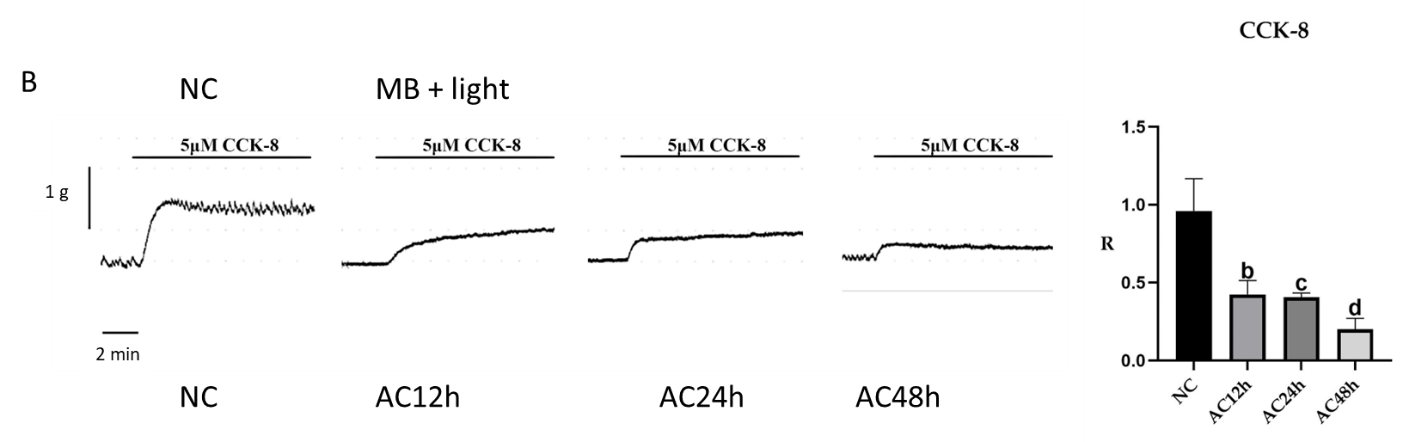 CCK-8
B
NC
MB + light
5μM CCK-8
5μM CCK-8
5μM CCK-8
5μM CCK-8
1 g
2 min
NC
AC12h
AC24h
AC48h
1.5
1.0
0.5
0.0
R
b
c
d
NC
AC12h
AC24h
AC48h